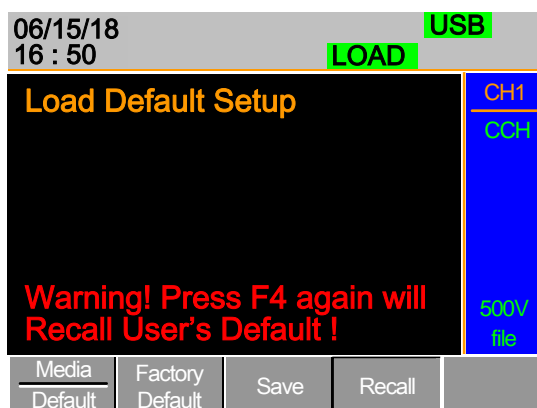 06/15/18
USB
16 : 50
LOAD
Load Default Setup
CH1
CCH
Warning! Press F4 again will
Recall User's Default !
500V
file
Media
Default
Factory
Default
Save
Recall